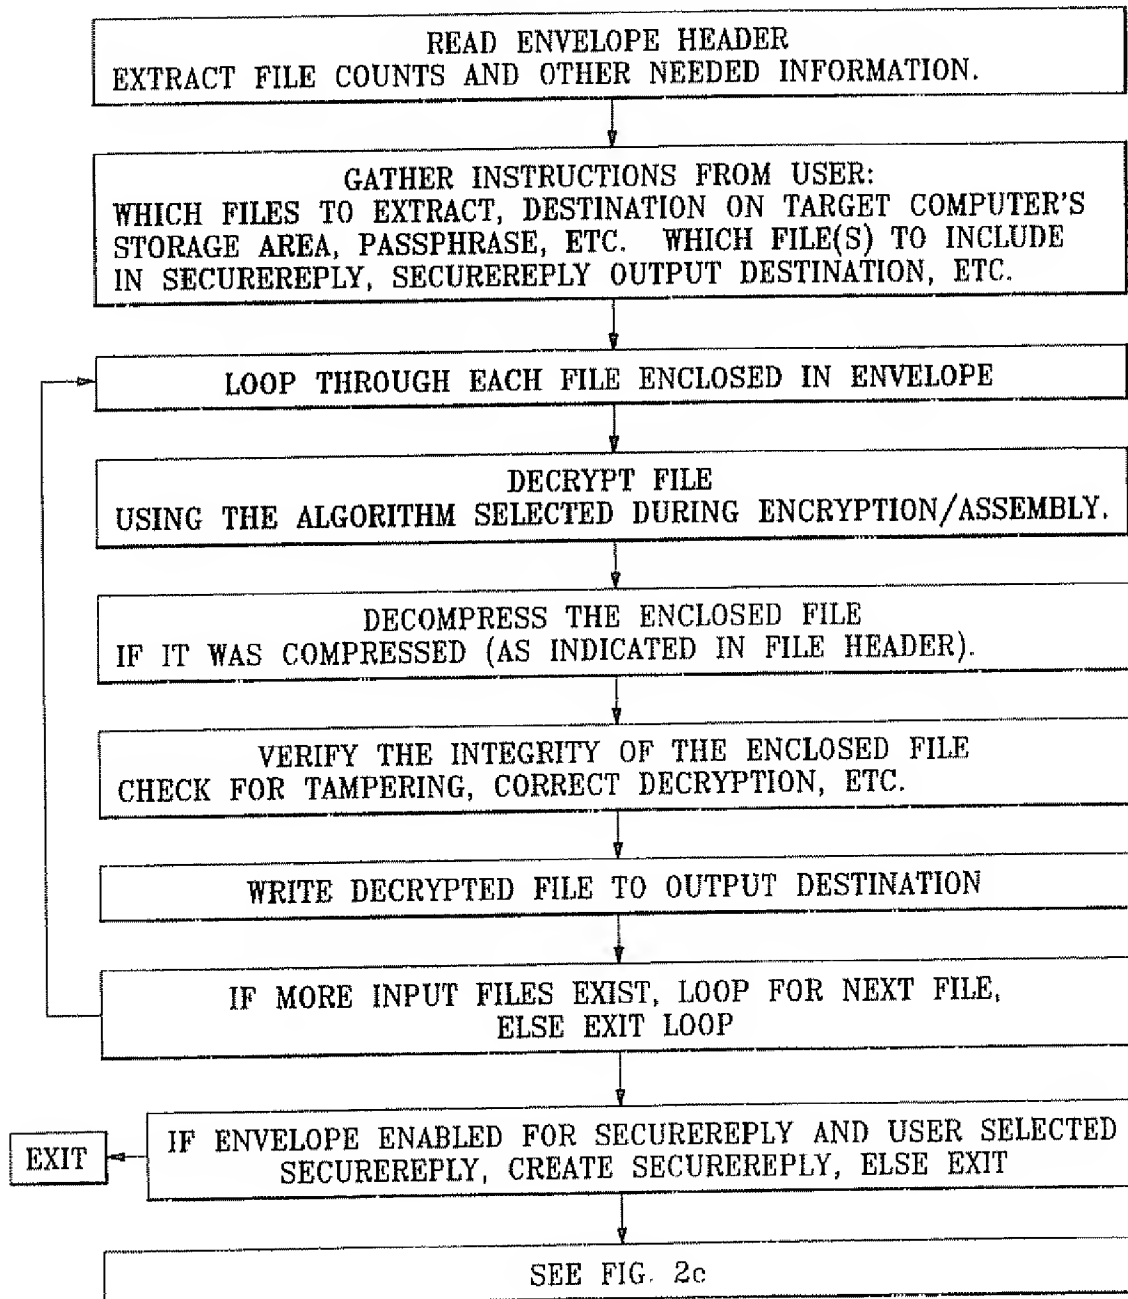 READ ENVELOPE HEADER
EXTRACT FILE COUNTS AND OTHER NEEDED INFORMATION.
GATHER INSTRUCTIONS FROM USER:
WHICH FILES TO EXTRACT, DESTINATION ON TARGET COMPUTER'S
STORAGE AREA, PASSPHRASE, ETC. WHICH FILE(S) TO INCLUDE
IN SECUREREPLY, SECUREREPLY OUTPUT DESTINATION, ETC.
LOOP THROUGH EACH FILE ENCLOSED IN ENVELOPE
DECRYPT FILE
USING THE ALGORITHM SELECTED DURING ENCRYPTION/ASSEMBLY.
DECOMPRESS THE ENCLOSED FILE
IF IT WAS COMPRESSED (AS INDICATED IN FILE HEADER).
VERIFY THE INTEGRITY OF THE ENCLOSED FILE
CHECK FOR TAMPERING, CORRECT DECRYPTION, ETC.
WRITE DECRYPTED FILE TO OUTPUT DESTINATION
IF MORE INPUT FILES EXIST, LOOP FOR NEXT FILE,
ELSE EXIT LOOP
IF ENVELOPE ENABLED FOR SECUREREPLY AND USER SELECTED
SECUREREPLY, CREATE SECUREREPLY, ELSE EXIT
EXIT
SEE FIG. 2c